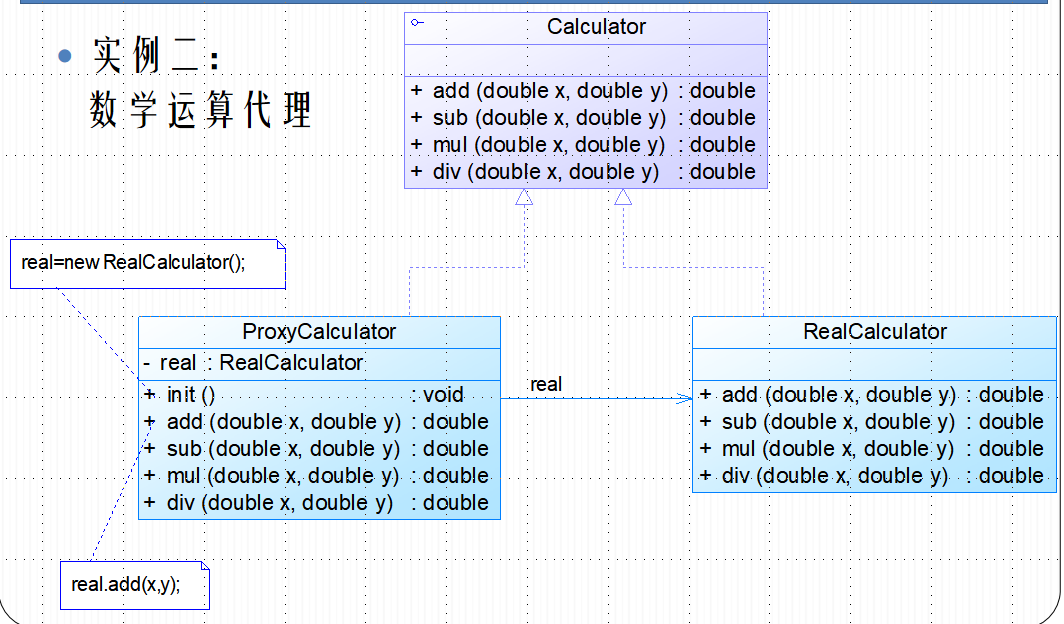 实例二：
数学运算代理
Calculator
+ add (double x, double y) : double
+ sub (double x, double y) : double
+ mul (double x, double y) : double
+ div (double x, double y) : double
real=new RealCalculator();
ProxyCalculator
- real : RealCalculator
+ init () : void
+ add (double x, double y) : double
+ sub (double x, double y) : double
+ mul (double x, double y) : double
+ div (double x, double y) : double
real
RealCalculator
+ add (double x, double y) : double
+ sub (double x, double y) : double
+ mul (double x, double y) : double
+ div (double x, double y) : double
real.add(x,y);